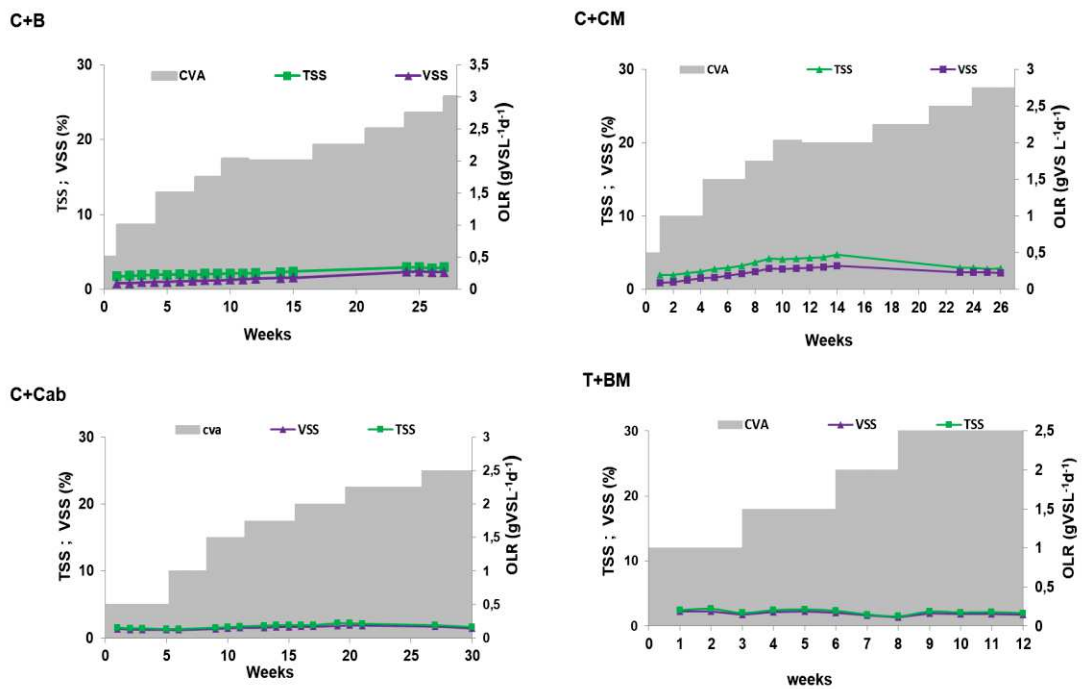 C+B
CVA TSS VSS
TSS ; VSS (%)
30
20
10
0
3,5
3
2,5
2
1,5
1
0,5
0
OLR (gVSL-1d-1)
0 5 10 15 20 25
Weeks
C+CM
CVA TSS VSS
TSS ; VSS (%)
30
20
10
0
3
2,5
2
1,5
1
0,5
0
OLR (gVS L-1d-1)
0 2 4 6 8 10 12 14 16 18 20 22 24 26
Weeks
C+Cab
cva VSS TSS
TSS ; VSS (%)
30
20
10
0
3
2,5
2
1,5
1
0,5
0
OLR (gVSL-1d-1)
0 5 10 15 20 25 30
Weeks
T+BM
CVA VSS TSS
TSS ; VSS (%)
30
20
10
0
2,5
2
1,5
1
0,5
0
OLR (gVSL-1d-1)
0 1 2 3 4 5 6 7 8 9 10 11 12
weeks